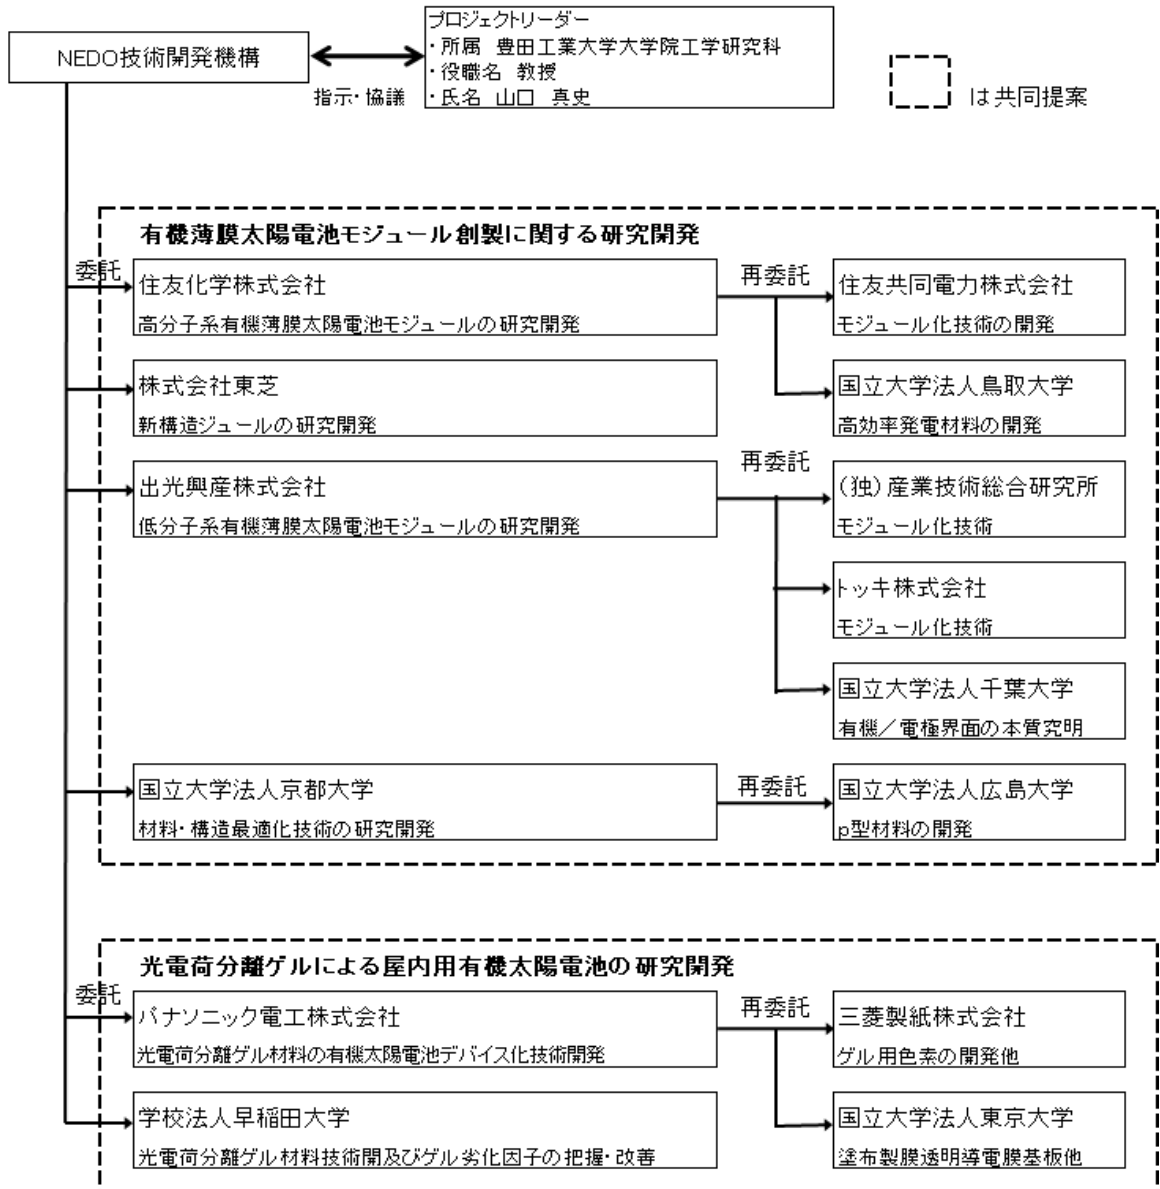 プロジェクトリーダー
・所属 豊田工業大学大学院工学研究科
・役職名 教授
・氏名 山口 真史
NEDO技術開発機構
指示・協議
は共同提案
有機薄膜太陽電池モジュール創製に関する研究開発
委託
住友化学株式会社
高分子系有機薄膜太陽電池モジュールの研究開発
再委託
住友共同電力株式会社
モジュール化技術の開発
株式会社東芝
新構造ジュールの研究開発
国立大学法人鳥取大学
高効率発電材料の開発
出光興産株式会社
低分子系有機薄膜太陽電池モジュールの研究開発
再委託
(独)産業技術総合研究所
モジュール化技術
トッキ株式会社
モジュール化技術
国立大学法人千葉大学
有機/電極界面の本質究明
国立大学法人京都大学
材料・構造最適化技術の研究開発
再委託
国立大学法人広島大学
p型材料の開発
光電荷分離ゲルによる屋内用有機太陽電池の研究開発
委託
パナソニック電工株式会社
光電荷分離ゲル材料の有機太陽電池デバイス化技術開発
再委託
三菱製紙株式会社
ゲル用色素の開発他
学校法人早稲田大学
光電荷分離ゲル材料技術開及びゲル劣化因子の把握・改善
国立大学法人東京大学
塗布製膜透明導電膜基板他